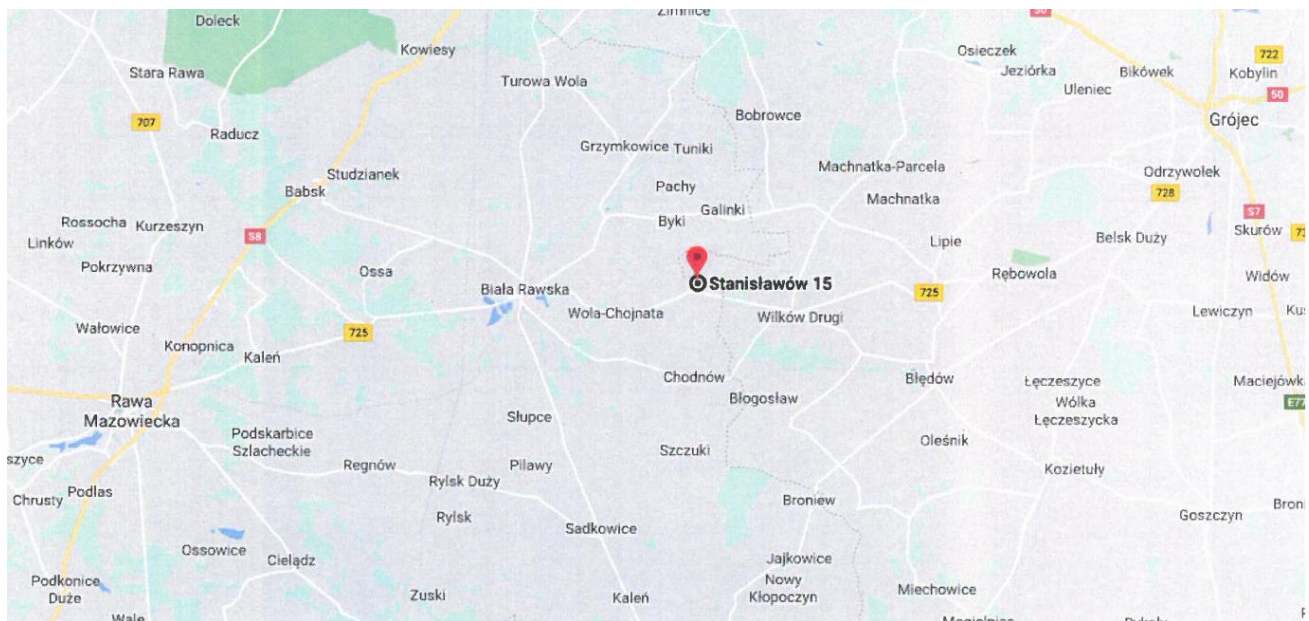 Zimnice
Doleck
50
Kowiesy
Osieczek
722
Stara Rawa
Turowa Wola
Jeziórka
Bikówek
Kobylin
Uleniec
50
707
Raducz
Bobrowce
Grójec
Grzymkowice
Tuniki
Studzianek
Machnatka-Parcela
Odrzywolek
Babsk
Pachy
728
Rossocha
Kurzeszyn
Byki
Galinki
Machnatka
S7
Linków
S8
Lipie
Belsk Duży
Skurów
Pokrzywna
Ossa
Rębowola
Widów
Biała Rawska
Stanisławów 15
725
Wałowice
Wola-Chojnata
Wilków Drugi
Lewiczyn
Konopnica
725
Kaleń
Chodnów
Błędów
Łęczeszyce
Maciejówka
Rawa
Mazowiecka
Błogosław
Wólka
Łęczeszycka
E77
Słupce
Podskarbice
Szlacheckie
Szczuki
Oleśnik
szyce
Regnów
Pilawy
Kozietuły
Chrusty
Podlas
Rylsk Duży
Broniew
Rylsk
Sadkowice
Goszczyn
Broni
Ossowice
Cielądz
Jajkowice
Podkonice
Duże
Zuski
Kaleń
Nowy
Kłopoczyn
Miechowice